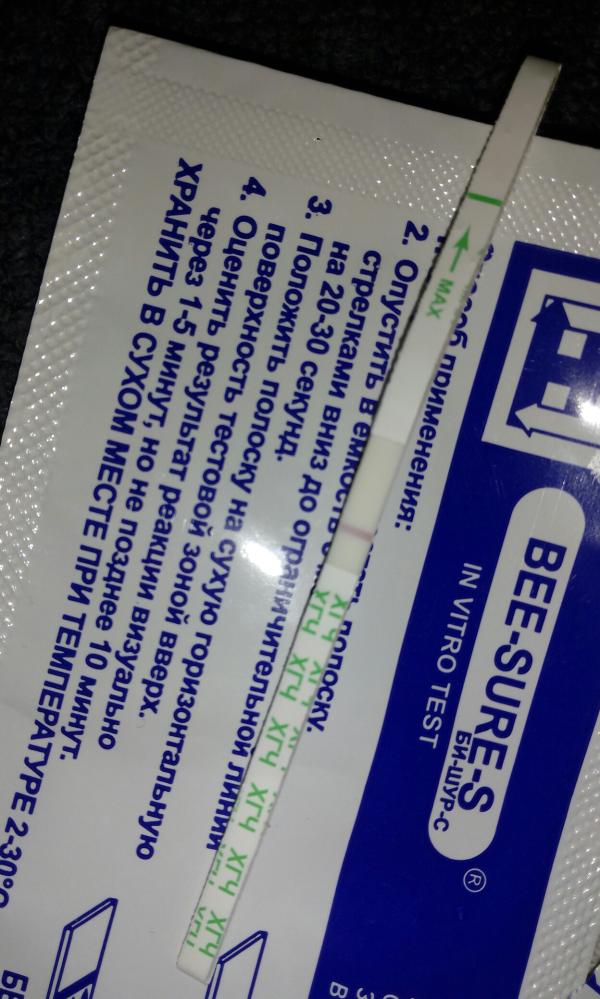 BEE-SURE-S
БИ-ШУР-С
®
IN VITRO TEST
применения:
2. Опустить в емкость
полоску,
стрелками вниз до ограничительной линии
на 20-30 секунд.
3. Положить полоску на сухую горизонтальную
поверхность тестовой зоной вверх.
4. Оценить результат реакции визуально
через 1-5 минут, но не позднее 10 минут.
ХРАНИТЬ В СУХОМ МЕСТЕ ПРИ ТЕМПЕРАТУРЕ 2-30°С
MAX
ХГЧ ХГЧ ХГЧ ХГЧ ХГЧ ХГЧ ХГЧ